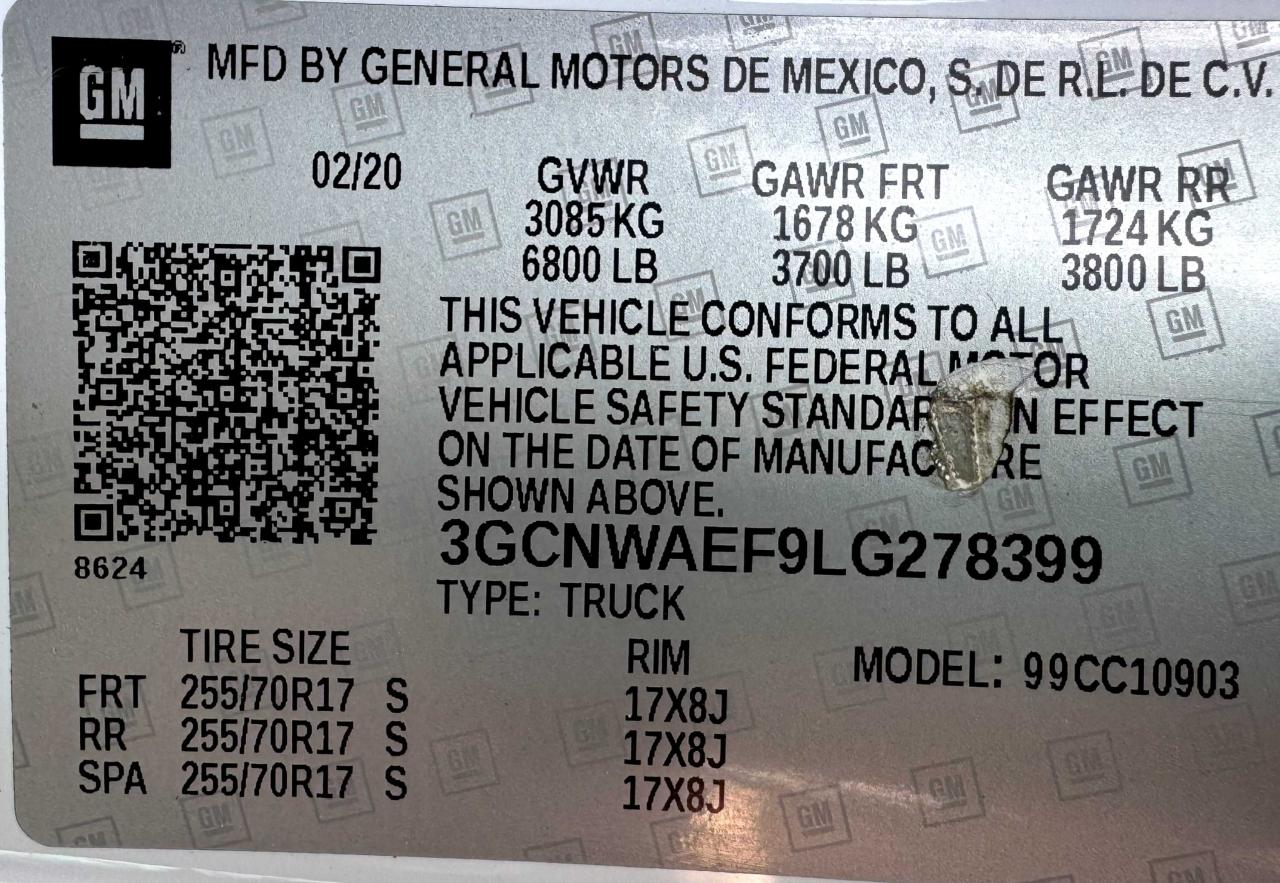 GM ® MFD BY GENERAL MOTORS DE MEXICO, S. DE R.L. DE C.V.
02/20 GVWR GAWR FRT GAWR RR
3085 KG 1678 KG 1724 KG
6800 LB 3700 LB 3800 LB
THIS VEHICLE CONFORMS TO ALL
APPLICABLE U.S. FEDERAL
VEHICLE SAFETY EFFECT
ON THE DATE OF
SHOWN ABOVE.
3GCNWAEF9LG278399
8624
TYPE: TRUCK
TIRE SIZE RIM MODEL: 99CC10903
FRT 255/70R17 S 17X8J
RR 255/70R17 S 17X8J
SPA 255/70R17 S 17X8J